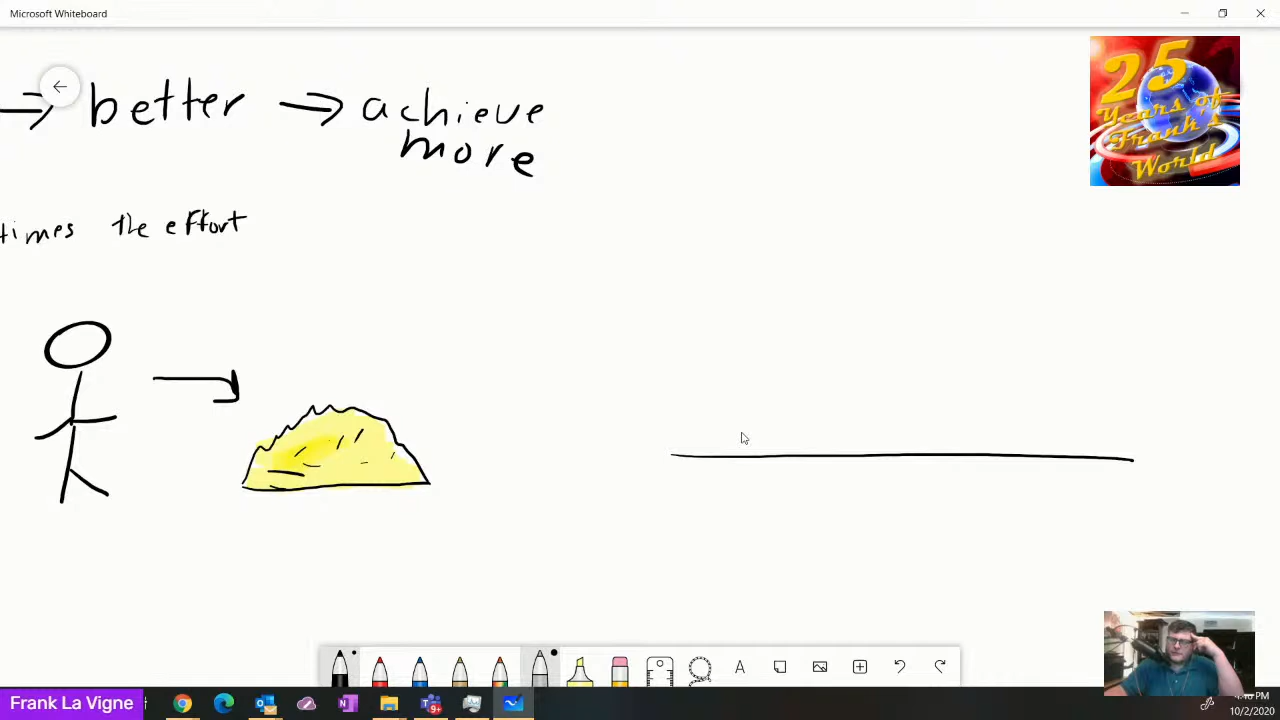 Microsoft Whiteboard
→ better → achieve
more
times the effort
25
Years of
Frank's
World
A
Frank La Vigne
10/2/2020